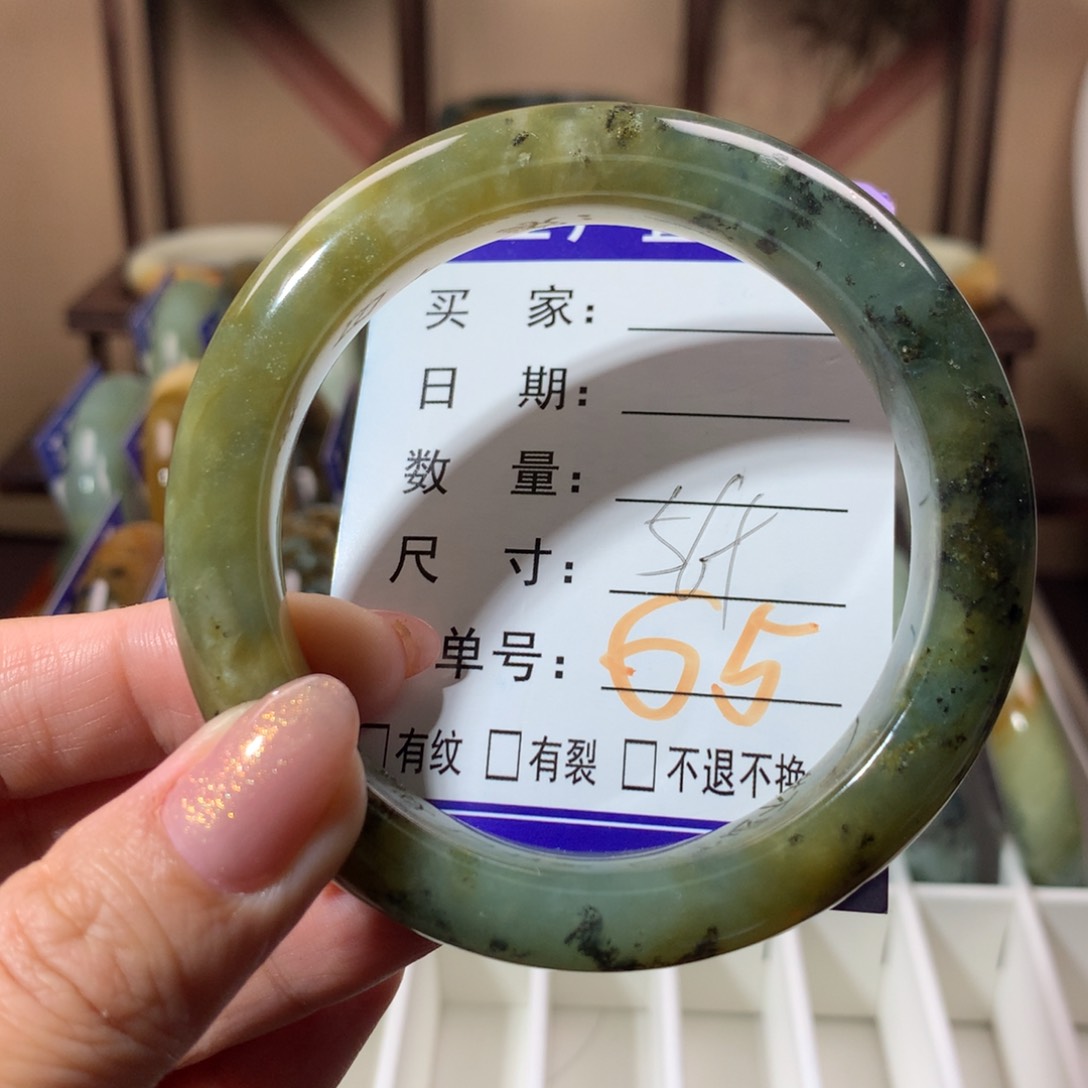 买 家：
日 期：
数 量：
尺 寸：
单号： 65
□有纹 □有裂 □不退不换